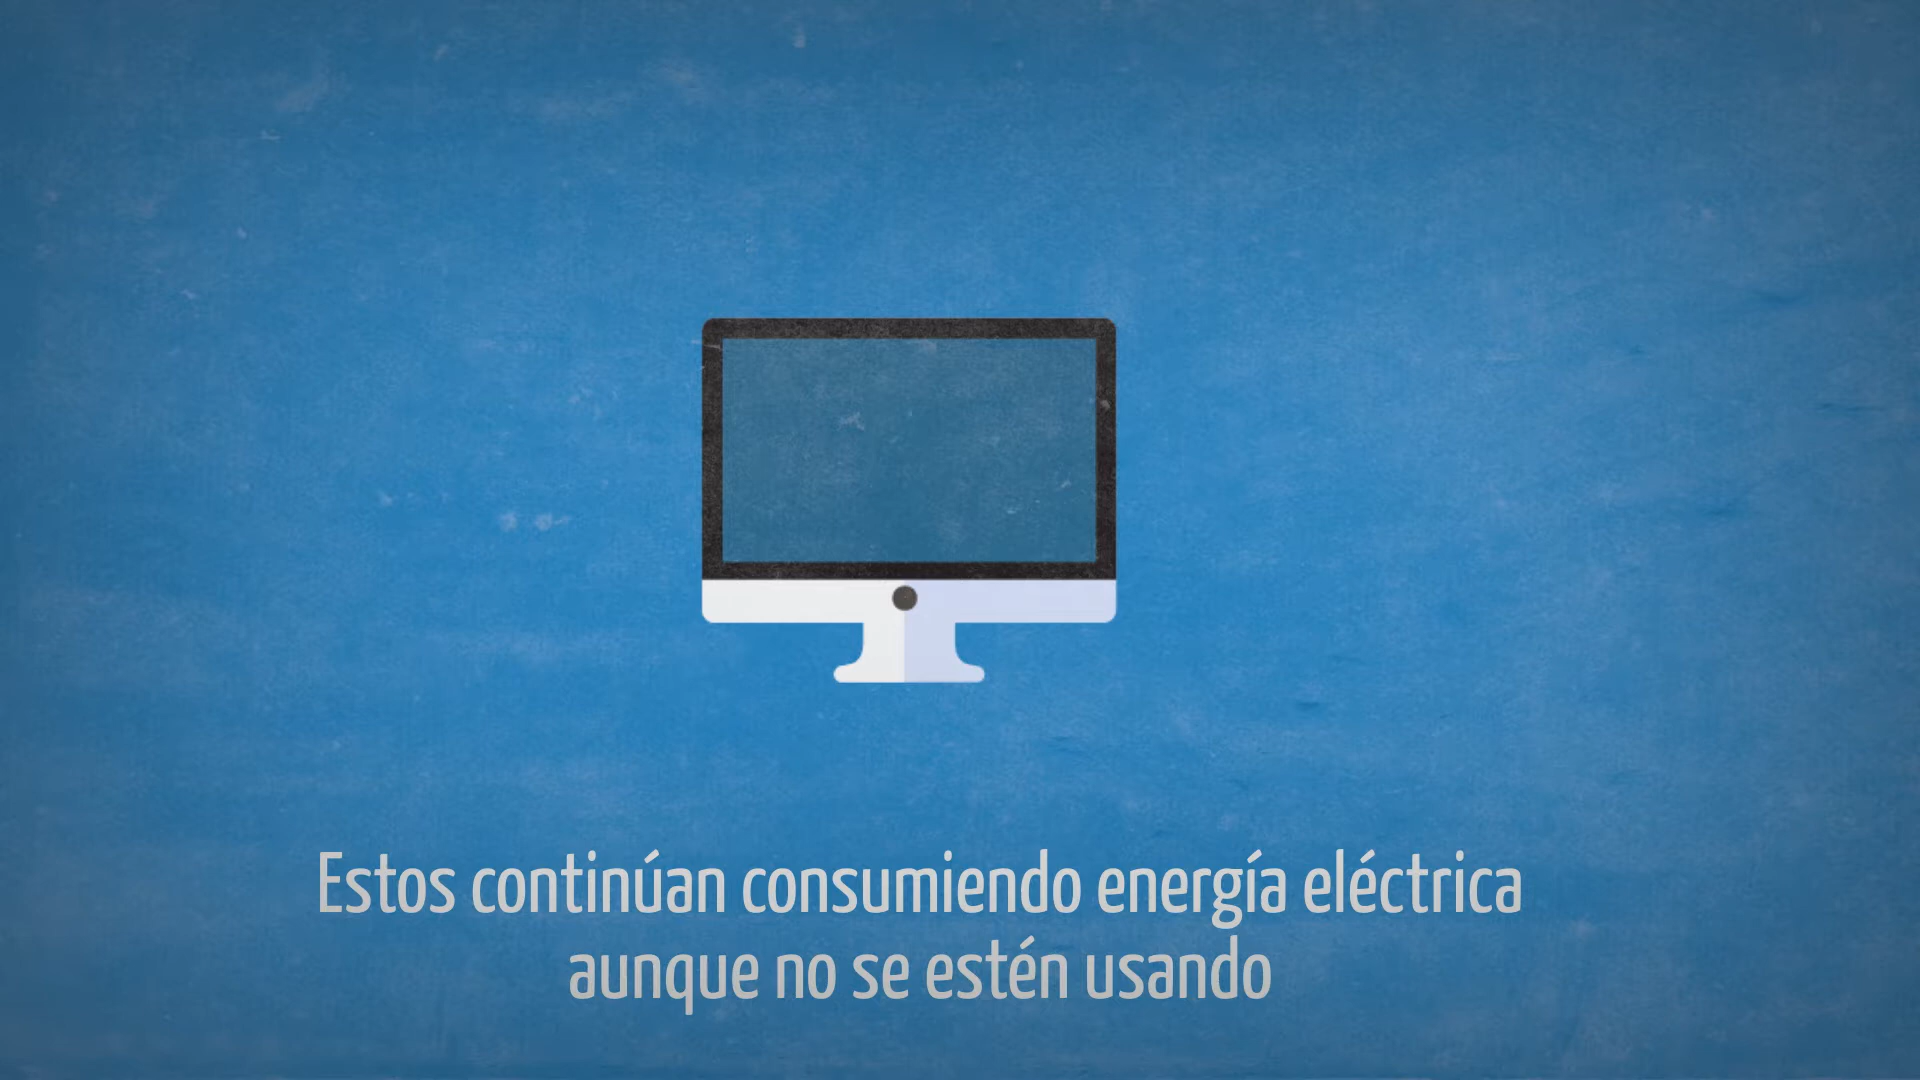 Estos continúan consumiendo energía eléctrica
aunque no se estén usando